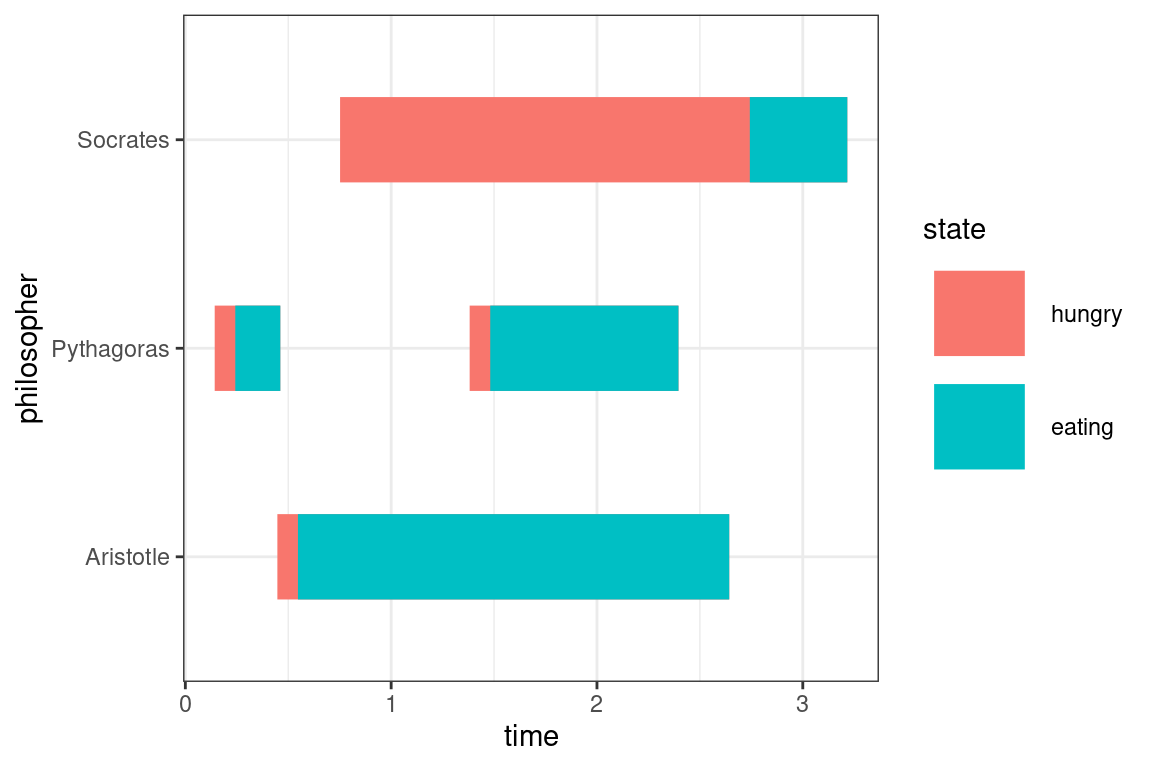 Socrates
Pythagoras
Aristotle
philosopher
0 1 2 3
time
state
hungry
eating